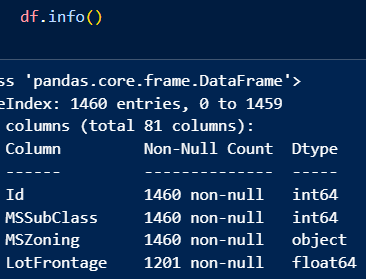 df.info()
ss 'pandas.core.frame.DataFrame'>
eIndex: 1460 entries, 0 to 1459
columns (total 81 columns):
Column Non-Null Count Dtype
------ -------------- -----
Id 1460 non-null int64
MSSubClass 1460 non-null int64
MSZoning 1460 non-null object
LotFrontage 1201 non-null float64